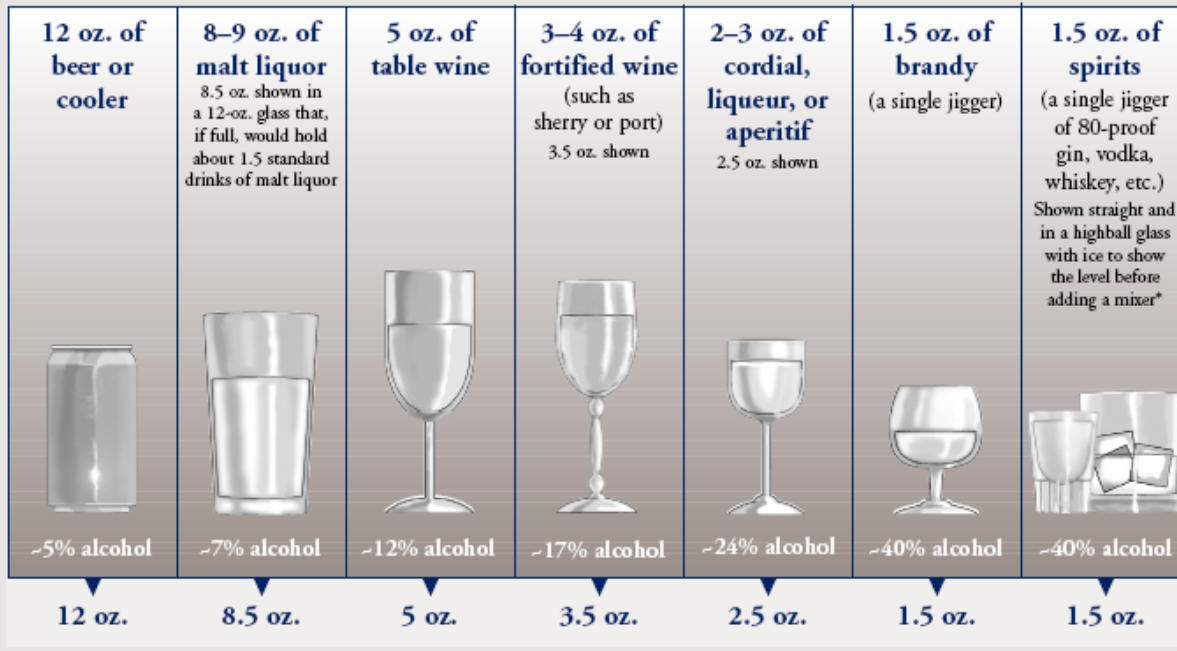 12 oz. of
beer or
cooler
8–9 oz. of
malt liquor
8.5 oz. shown in
a 12-oz. glass that,
if full, would hold
about 1.5 standard
drinks of malt liquor
5 oz. of
table wine
3–4 oz. of
fortified wine
(such as
sherry or port)
3.5 oz. shown
2–3 oz. of
cordial,
liqueur, or
aperitif
2.5 oz. shown
1.5 oz. of
brandy
(a single jigger)
1.5 oz. of
spirits
(a single jigger
of 80-proof
gin, vodka,
whiskey, etc.)
Shown straight and
in a highball glass
with ice to show
the level before
adding a mixer*
~5% alcohol
~7% alcohol
~12% alcohol
~17% alcohol
~24% alcohol
~40% alcohol
~40% alcohol
12 oz.
8.5 oz.
5 oz.
3.5 oz.
2.5 oz.
1.5 oz.
1.5 oz.